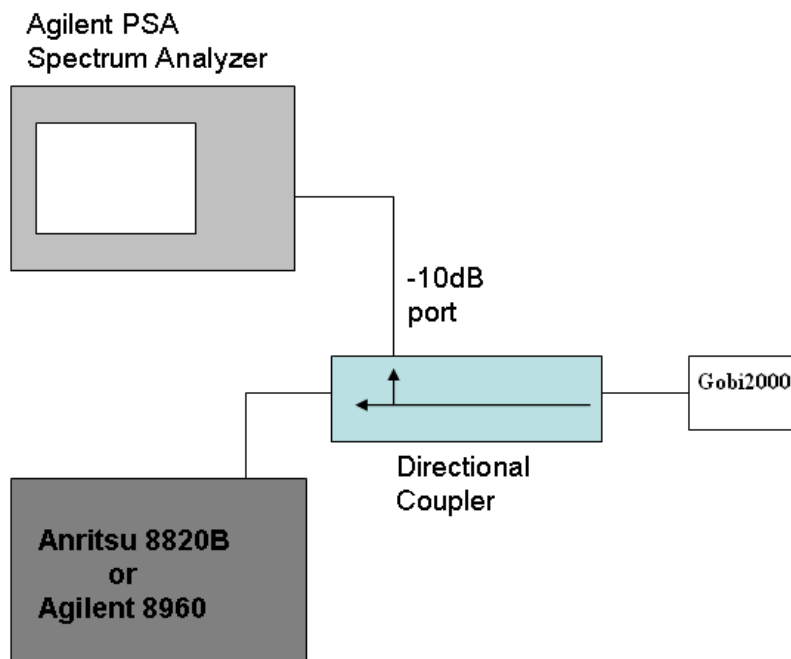 Agilent PSA
Spectrum Analyzer
-10dB
port
Gobi2000
Directional
Coupler
Anritsu 8820B
or
Agilent 8960